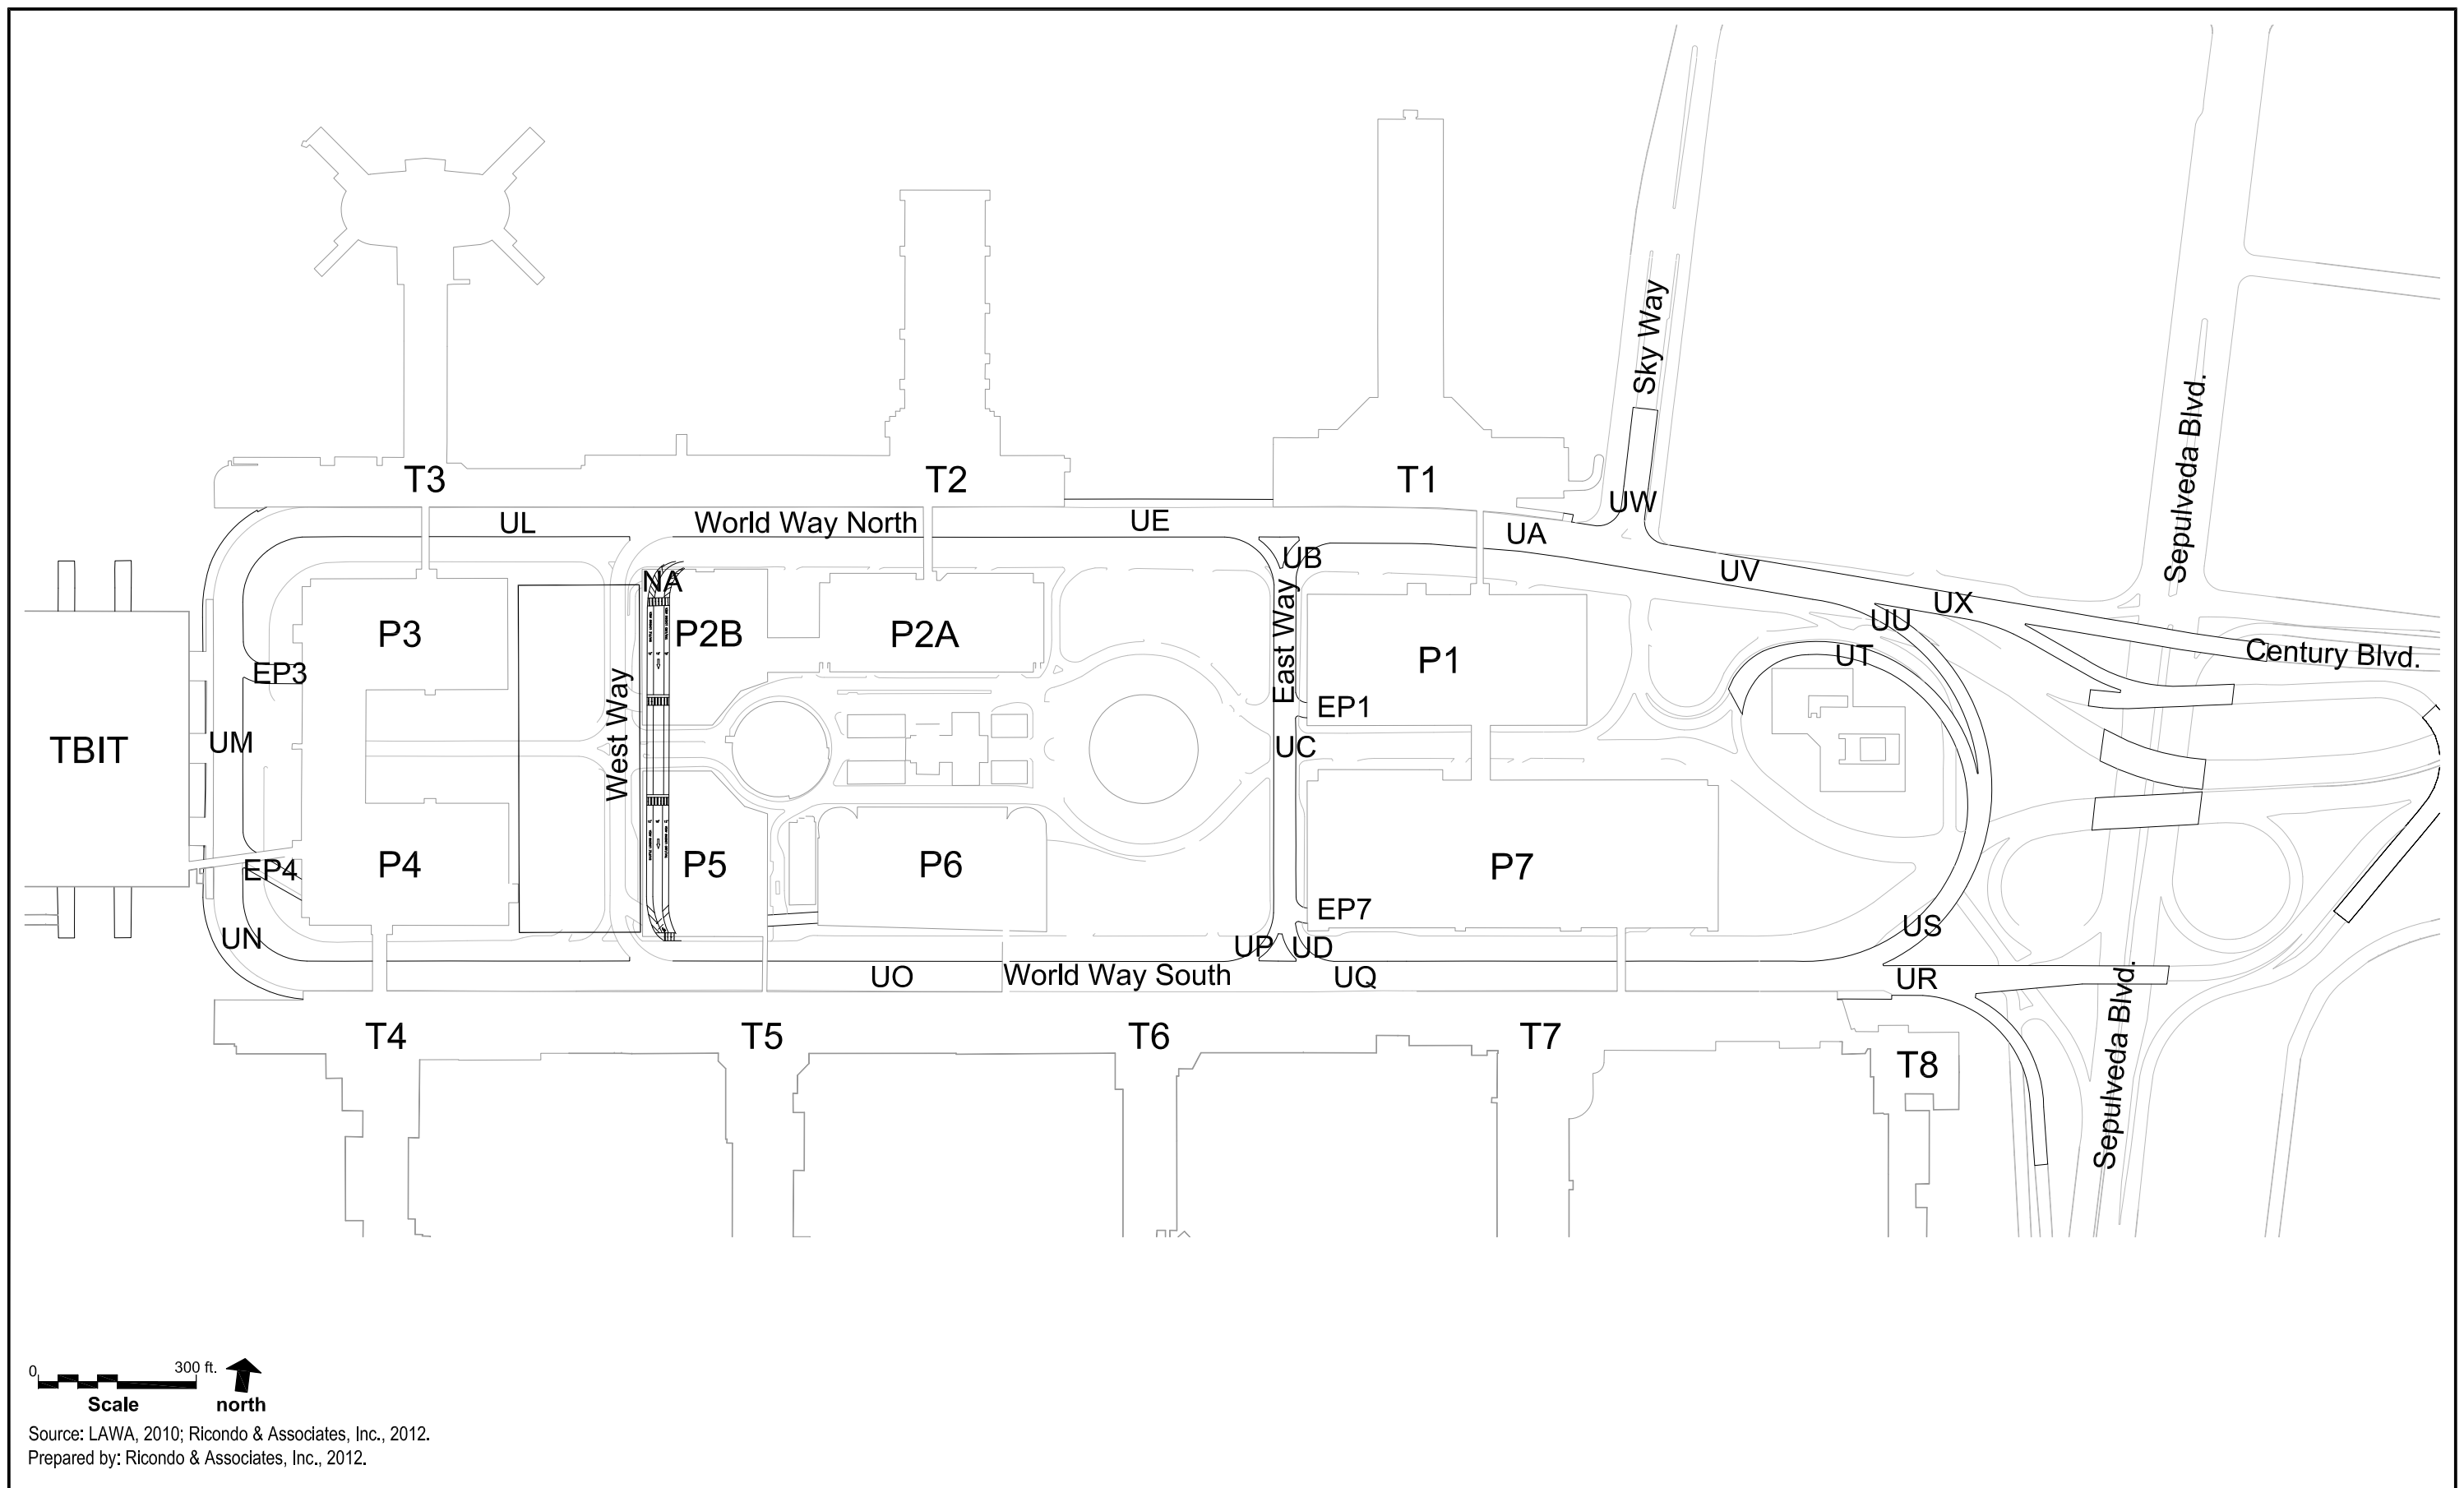 Sky Way
Sepulveda Blvd.
T3
T2
T1
UL
World Way North
UE
UA
UW
UB
UV
NA
UX
UU
P3
P2B
P2A
East Way
P1
UT
Century Blvd.
EP3
EP1
West Way
TBIT
UM
UC
EP4
P4
P5
P6
P7
EP7
UN
UP
UD
US
UO
World Way South
UQ
UR
T4
T5
T6
T7
T8
Sepulveda Blvd.
0
300 ft.
Scale
north
Source: LAWA, 2010; Ricondo & Associates, Inc., 2012.
Prepared by: Ricondo & Associates, Inc., 2012.